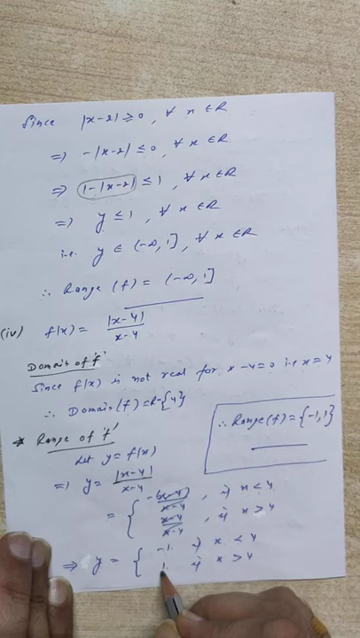 Since |x-2| ≥ 0, ∀ x ∈ R
=) -|x-2| ≤ 0, ∀ x ∈ R
=) 1-|x-2| ≤ 1, ∀ x ∈ R
=) y ≤ 1, ∀ x ∈ R
i.e. y ∈ (-∞, 1], ∀ x ∈ R
∴ Range (f) = (-∞, 1]
(iv) f(x) = |x-4| / x-4
Domain of 'f'
Since f(x) is not real for x-4=0 i.e x=4
∴ Domain(f) = R-{4}
* Range of 'f'
Let y = f(x)
=) y = |x-4| / x-4
= { -(x-4) / x-4, if x < 4
x-4 / x-4, if x > 4
=> y = { -1. if x < 4
1. if x > 4
∴ Range(f) = {-1, 1}